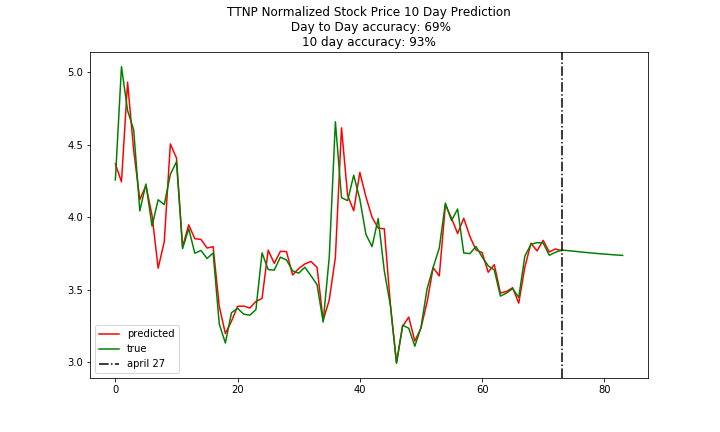 TTNP Normalized Stock Price 10 Day Prediction
Day to Day accuracy: 69%
10 day accuracy: 93%
5.0
4.5
4.0
3.5
3.0
predicted
true
april 27
0
20
40
60
80